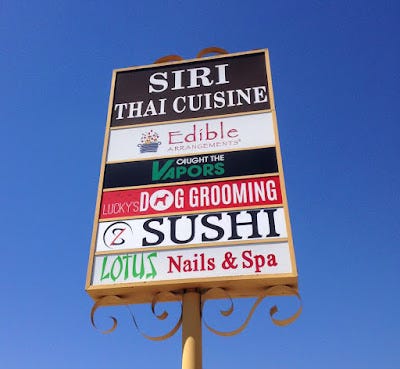 SIRI
THAI CUISINE
Edible
ARRANGEMENTS®
CAUGHT THE
VAPORS
LUCKY'S DOG GROOMING
Z SUSHI
LOTUS Nails & Spa